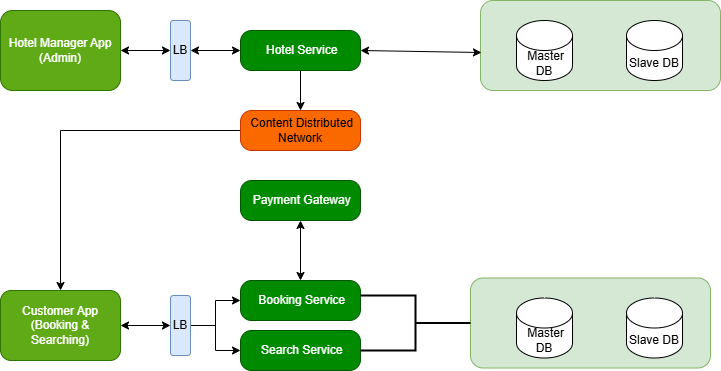 Hotel Manager App
(Admin)
LB
Hotel Service
Master
DB
Slave DB
Content Distributed
Network
Payment Gateway
Customer App
(Booking &
Searching)
LB
Booking Service
Search Service
Master
DB
Slave DB